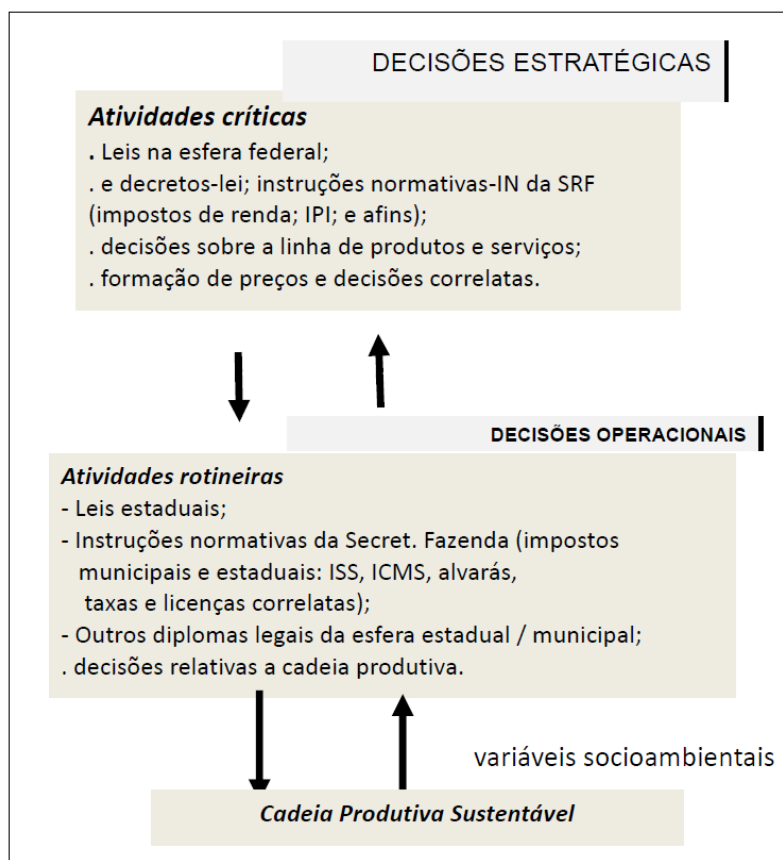 DECISÕES ESTRATÉGICAS
Atividades críticas
. Leis na esfera federal;
. e decretos-lei; instruções normativas-IN da SRF
(impostos de renda; IPI; e afins);
. decisões sobre a linha de produtos e serviços;
. formação de preços e decisões correlatas.
DECISÕES OPERACIONAIS
Atividades rotineiras
- Leis estaduais;
- Instruções normativas da Secret. Fazenda (impostos
municipais e estaduais: ISS, ICMS, alvarás,
taxas e licenças correlatas);
- Outros diplomas legais da esfera estadual / municipal;
. decisões relativas a cadeia produtiva.
variáveis socioambientais
Cadeia Produtiva Sustentável